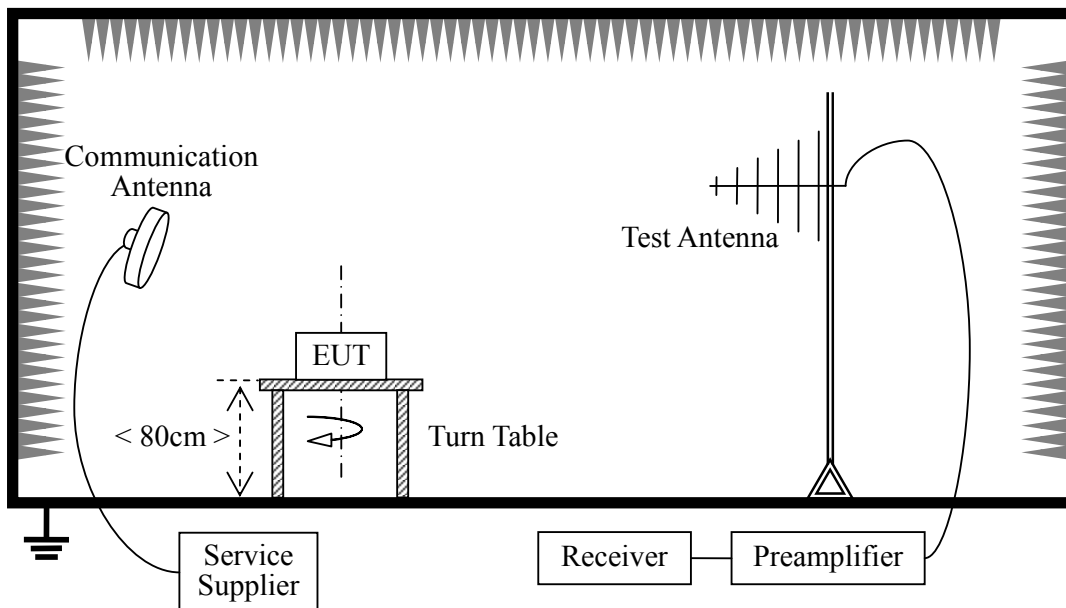 Communication
Antenna
Test Antenna
EUT
< 80cm >
Turn Table
Service
Supplier
Receiver
Preamplifier